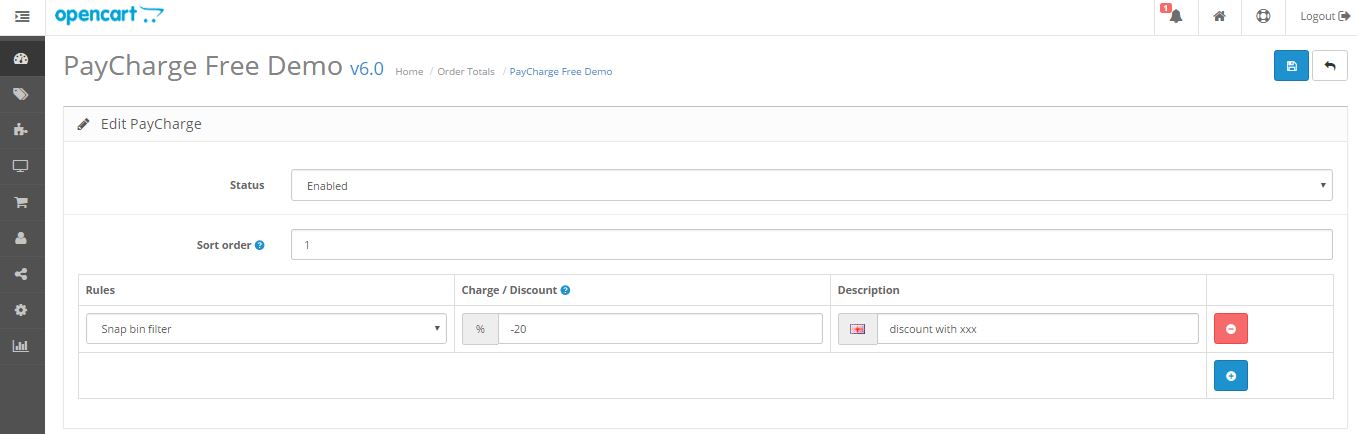 opencart
1
Logout
PayCharge Free Demo v6.0 Home / Order Totals / PayCharge Free Demo
Edit PayCharge
Status Enabled
Sort order ? 1
Rules Charge / Discount ? Description
Snap bin filter % -20 discount with xxx